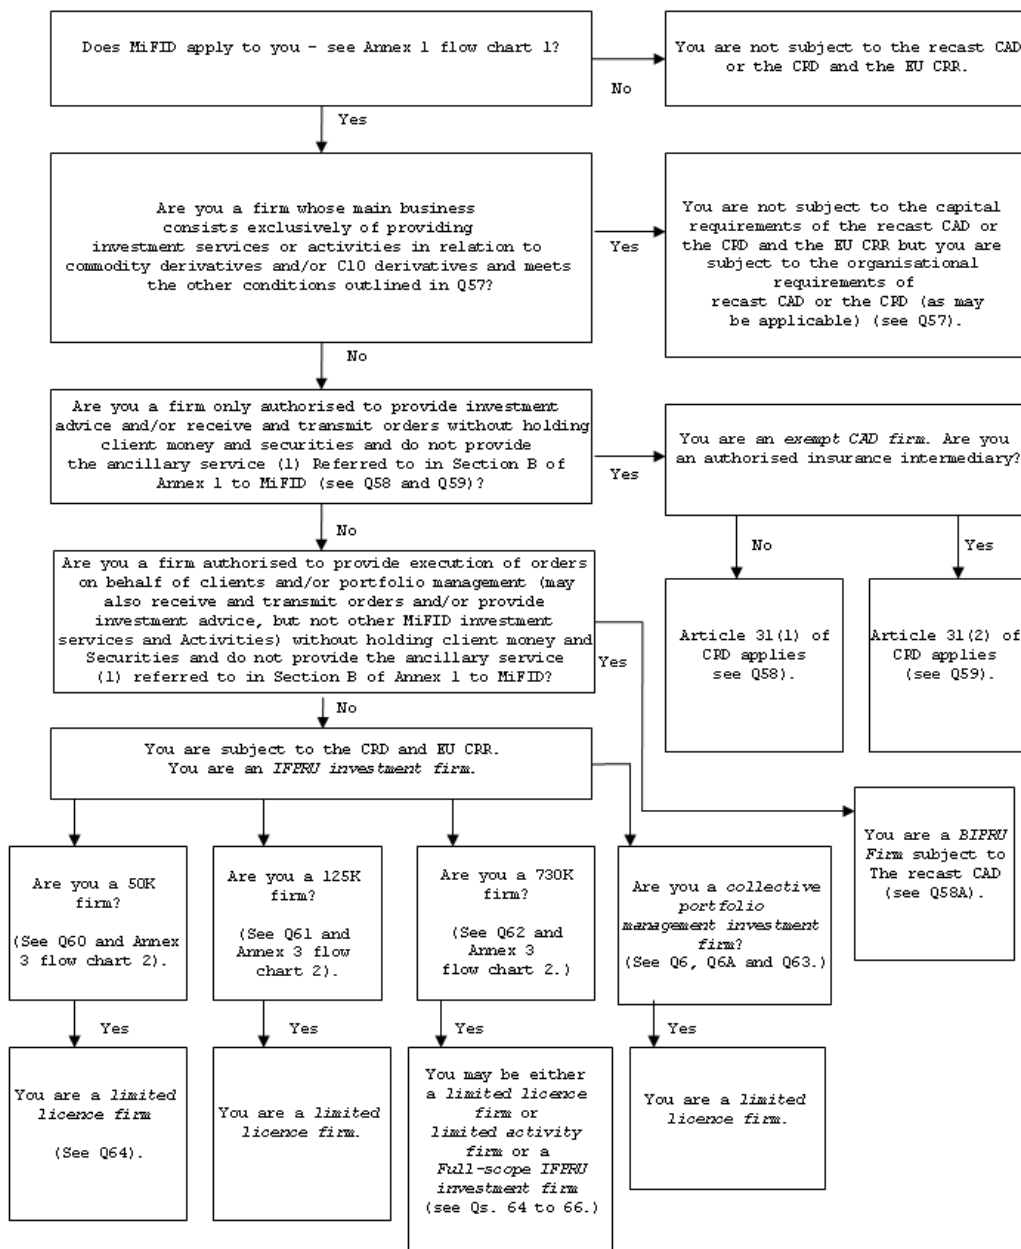 Does MiFID apply to you – see Annex 1 flow chart 1?
You are not subject to the recast CAD
or the CRD and the EU CRR.
No
Yes
Are you a firm whose main business
consists exclusively of providing
investment services or activities in relation to
commodity derivatives and/or C10 derivatives and meets
the other conditions outlined in Q57?
Yes
You are not subject to the capital
requirements of the recast CAD or
the CRD and the EU CRR but you are
subject to the organisational
requirements of
recast CAD or the CRD (as may
be applicable) (see Q57).
No
Are you a firm only authorised to provide investment
advice and/or receive and transmit orders without holding
client money and securities and do not provide
the ancillary service (1) Referred to in Section B of
Annex 1 to MiFID (see Q58 and Q59)?
Yes
You are an exempt CAD firm. Are you
an authorised insurance intermediary?
No
No
Yes
Are you a firm authorised to provide execution of orders
on behalf of clients and/or portfolio management (may
also receive and transmit orders and/or provide
investment advice, but not other MiFID investment
services and Activities) without holding client money and
Securities and do not provide the ancillary service
(1) referred to in Section B of Annex 1 to MiFID?
Yes
Article 31(1) of
CRD applies
see Q58).
Article 31(2) of
CRD applies
(see Q59).
No
You are subject to the CRD and EU CRR.
You are an IFPRU investment firm.
Are you a 50K
firm?
(See Q60 and Annex
3 flow chart 2).
Are you a 125K
firm?
(See Q61 and
Annex 3 flow
chart 2).
Are you a 730K
firm?
(See Q62 and
Annex 3
flow chart 2.)
Are you a collective
portfolio
management investment
firm?
(See Q6, Q6A and Q63.)
You are a BIPRU
Firm subject to
The recast CAD
(see Q58A).
Yes
Yes
Yes
Yes
You are a limited
licence firm
(See Q64).
You are a limited
licence firm.
You may be either
a limited licence
firm or
limited activity
firm or a
Full-scope IFPRU
investment firm
(see Qs. 64 to 66.)
You are a limited
licence firm.